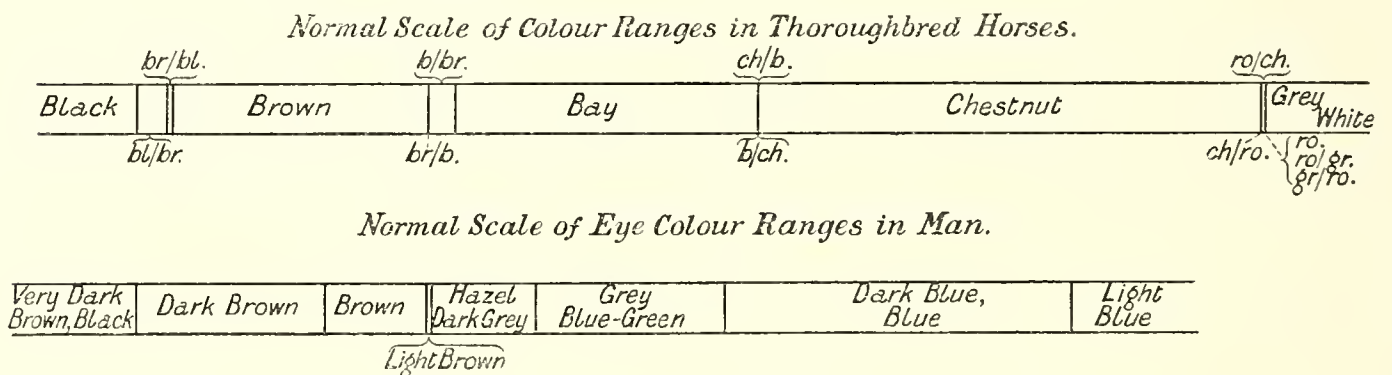 Normal Scale of Colour Ranges in Thoroughbred Horses.
br/bl. b/br. ch/b. ro/ch.
Black Brown Bay Chestnut Grey
White
bl/br. br/b. b/ch. ch/ro. ro.
ro/gr.
gr/ro.
Normal Scale of Eye Colour Ranges in Man.
Very Dark Dark Brown Brown Hazel Grey Dark Blue, Light
Brown, Black Dark Grey Blue-Green Blue Blue
Light Brown